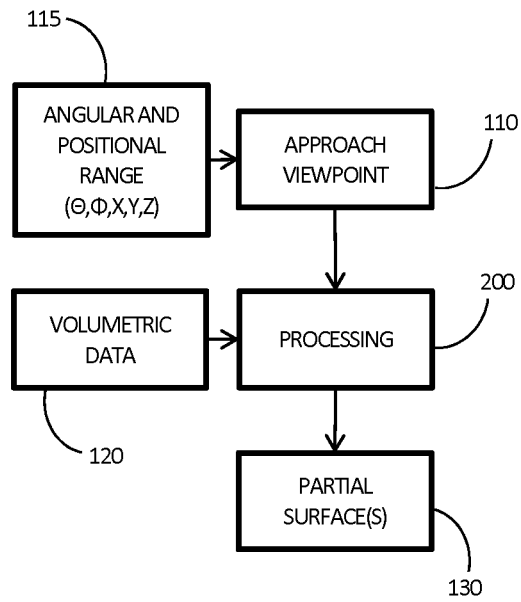 115
ANGULAR AND
POSITIONAL
RANGE
(Θ,Φ,X,Y,Z)
APPROACH
VIEWPOINT
110
VOLUMETRIC
DATA
120
PROCESSING
200
PARTIAL
SURFACE(S)
130